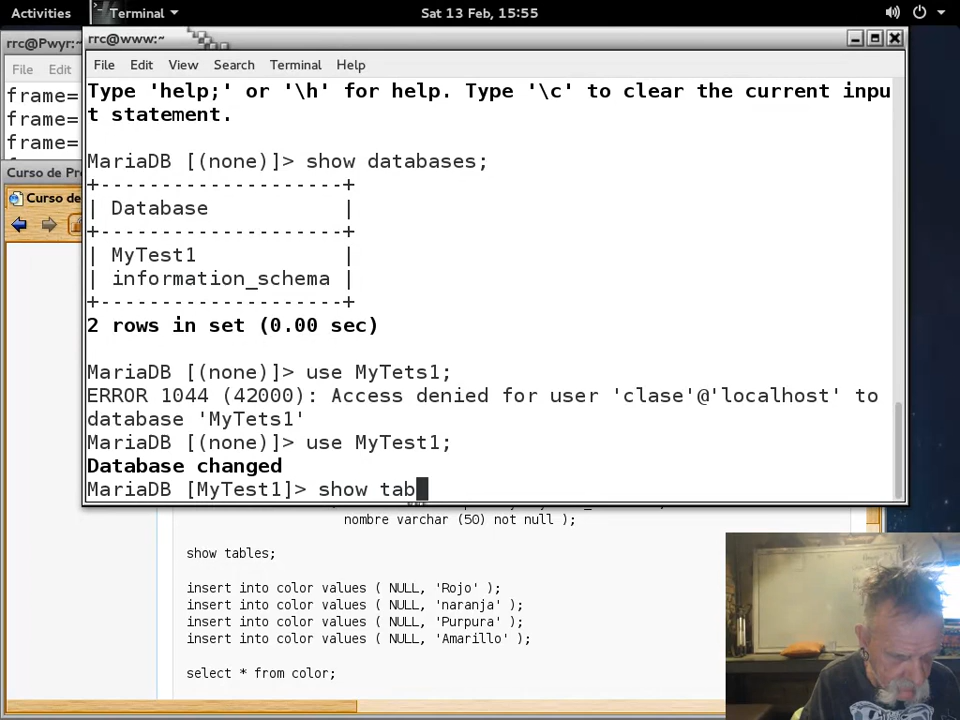 Activities Terminal Sat 13 Feb, 15:55
rrc@Pwyr:~
File Edit
frame=
frame=
frame=
rrc@www:~
File Edit View Search Terminal Help
Type 'help;' or '\h' for help. Type '\c' to clear the current inpu
t statement.
MariaDB [(none)]> show databases;
+--------------------+
| Database           |
+--------------------+
| MyTest1            |
| information_schema |
+--------------------+
2 rows in set (0.00 sec)
MariaDB [(none)]> use MyTets1;
ERROR 1044 (42000): Access denied for user 'clase'@'localhost' to
database 'MyTets1'
MariaDB [(none)]> use MyTest1;
Database changed
MariaDB [MyTest1]> show tab
Curso de Pr
Curso de
nombre varchar (50) not null );
show tables;
insert into color values ( NULL, 'Rojo' );
insert into color values ( NULL, 'naranja' );
insert into color values ( NULL, 'Purpura' );
insert into color values ( NULL, 'Amarillo' );
select * from color;